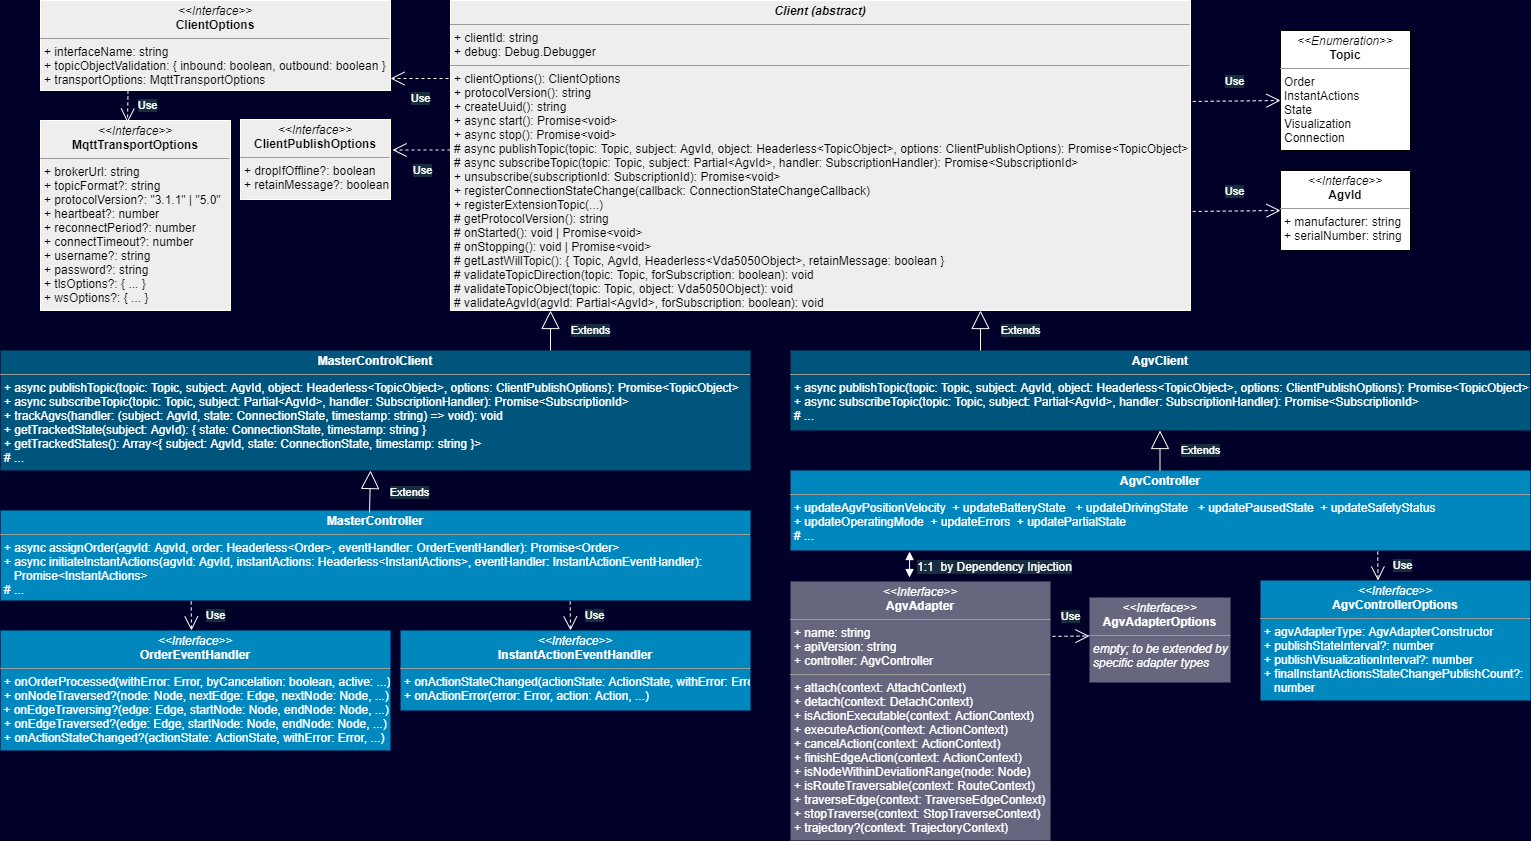 <<Interface>>
ClientOptions
+ interfaceName: string
+ topicObjectValidation: { inbound: boolean, outbound: boolean }
+ transportOptions: MqttTransportOptions
Use
<<Interface>>
MqttTransportOptions
+ brokerUrl: string
+ topicFormat?: string
+ protocolVersion?: "3.1.1" | "5.0"
+ heartbeat?: number
+ reconnectPeriod?: number
+ connectTimeout?: number
+ username?: string
+ password?: string
+ tlsOptions?: { ... }
+ wsOptions?: { ... }
<<Interface>>
ClientPublishOptions
+ dropIfOffline?: boolean
+ retainMessage?: boolean
Use
Use
Client (abstract)
+ clientId: string
+ debug: Debug.Debugger
+ clientOptions(): ClientOptions
+ protocolVersion(): string
+ createUuid(): string
+ async start(): Promise<void>
+ async stop(): Promise<void>
# async publishTopic(topic: Topic, subject: AgvId, object: Headerless<TopicObject>, options: ClientPublishOptions): Promise<TopicObject>
# async subscribeTopic(topic: Topic, subject: Partial<AgvId>, handler: SubscriptionHandler): Promise<SubscriptionId>
+ unsubscribe(subscriptionId: SubscriptionId): Promise<void>
+ registerConnectionStateChange(callback: ConnectionStateChangeCallback)
+ registerExtensionTopic(...)
# getProtocolVersion(): string
# onStarted(): void | Promise<void>
# onStopping(): void | Promise<void>
# getLastWillTopic(): { Topic, AgvId, Headerless<Vda5050Object>, retainMessage: boolean }
# validateTopicDirection(topic: Topic, forSubscription: boolean): void
# validateTopicObject(topic: Topic, object: Vda5050Object): void
# validateAgvId(agvId: Partial<AgvId>, forSubscription: boolean): void
Use
<<Enumeration>>
Topic
Order
InstantActions
State
Visualization
Connection
Use
<<Interface>>
AgvId
+ manufacturer: string
+ serialNumber: string
Extends
Extends
MasterControlClient
+ async publishTopic(topic: Topic, subject: AgvId, object: Headerless<TopicObject>, options: ClientPublishOptions): Promise<TopicObject>
+ async subscribeTopic(topic: Topic, subject: Partial<AgvId>, handler: SubscriptionHandler): Promise<SubscriptionId>
+ trackAgvs(handler: (subject: AgvId, state: ConnectionState, timestamp: string) => void): void
+ getTrackedState(subject: AgvId): { state: ConnectionState, timestamp: string }
+ getTrackedStates(): Array<{ subject: AgvId, state: ConnectionState, timestamp: string }>
# ...
Extends
MasterController
+ async assignOrder(agvId: AgvId, order: Headerless<Order>, eventHandler: OrderEventHandler): Promise<Order>
+ async initiateInstantActions(agvId: AgvId, instantActions: Headerless<InstantActions>, eventHandler: InstantActionEventHandler):
Promise<InstantActions>
# ...
Use
Use
<<Interface>>
OrderEventHandler
+ onOrderProcessed(withError: Error, byCancelation: boolean, active: ...)
+ onNodeTraversed?(node: Node, nextEdge: Edge, nextNode: Node, ...)
+ onEdgeTraversing?(edge: Edge, startNode: Node, endNode: Node, ...)
+ onEdgeTraversed?(edge: Edge, startNode: Node, endNode: Node, ...)
+ onActionStateChanged?(actionState: ActionState, withError: Error, ...)
<<Interface>>
InstantActionEventHandler
+ onActionStateChanged(actionState: ActionState, withError: Erro
+ onActionError(error: Error, action: Action, ...)
AgvClient
+ async publishTopic(topic: Topic, subject: AgvId, object: Headerless<TopicObject>, options: ClientPublishOptions): Promise<TopicObject>
+ async subscribeTopic(topic: Topic, subject: Partial<AgvId>, handler: SubscriptionHandler): Promise<SubscriptionId>
# ...
Extends
AgvController
+ updateAgvPositionVelocity + updateBatteryState + updateDrivingState + updatePausedState + updateSafetyStatus
+ updateOperatingMode + updateErrors + updatePartialState
# ...
1:1 by Dependency Injection
Use
<<Interface>>
AgvAdapter
+ name: string
+ apiVersion: string
+ controller: AgvController
+ attach(context: AttachContext)
+ detach(context: DetachContext)
+ isActionExecutable(context: ActionContext)
+ executeAction(context: ActionContext)
+ cancelAction(context: ActionContext)
+ finishEdgeAction(context: ActionContext)
+ isNodeWithinDeviationRange(node: Node)
+ isRouteTraversable(context: RouteContext)
+ traverseEdge(context: TraverseEdgeContext)
+ stopTraverse(context: StopTraverseContext)
+ trajectory?(context: TrajectoryContext)
Use
<<Interface>>
AgvAdapterOptions
empty; to be extended by
specific adapter types
<<Interface>>
AgvControllerOptions
+ agvAdapterType: AgvAdapterConstructor
+ publishStateInterval?: number
+ publishVisualizationInterval?: number
+ finalInstantActionsStateChangePublishCount?:
number